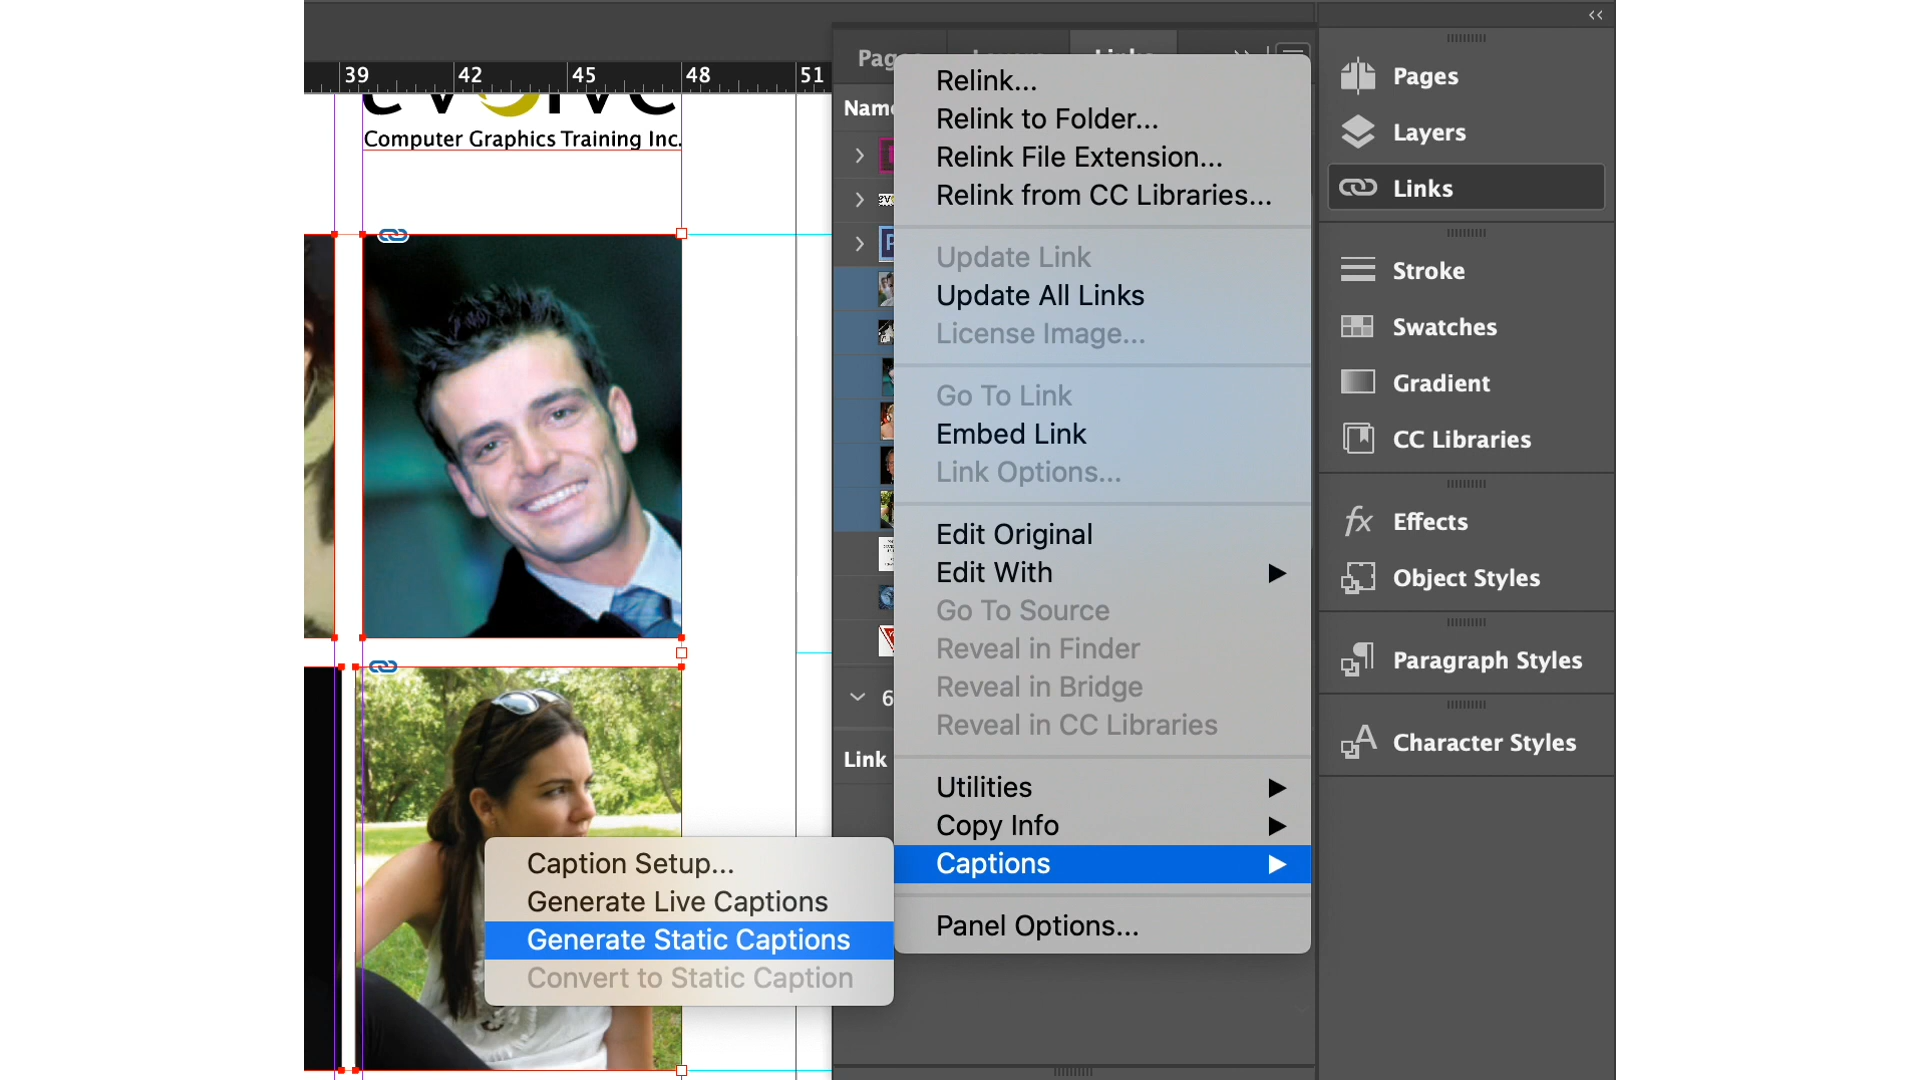 39 42 45 48 51
evolve
Computer Graphics Training Inc.
Links
Name
6
Link
Relink...
Relink to Folder...
Relink File Extension...
Relink from CC Libraries...
Update Link
Update All Links
License Image...
Go To Link
Embed Link
Link Options...
Edit Original
Edit With
Go To Source
Reveal in Finder
Reveal in Bridge
Reveal in CC Libraries
Utilities
Copy Info
Captions
Panel Options...
Caption Setup...
Generate Live Captions
Generate Static Captions
Convert to Static Caption
Pages
Layers
Links
Stroke
Swatches
Gradient
CC Libraries
fx Effects
Object Styles
Paragraph Styles
Character Styles